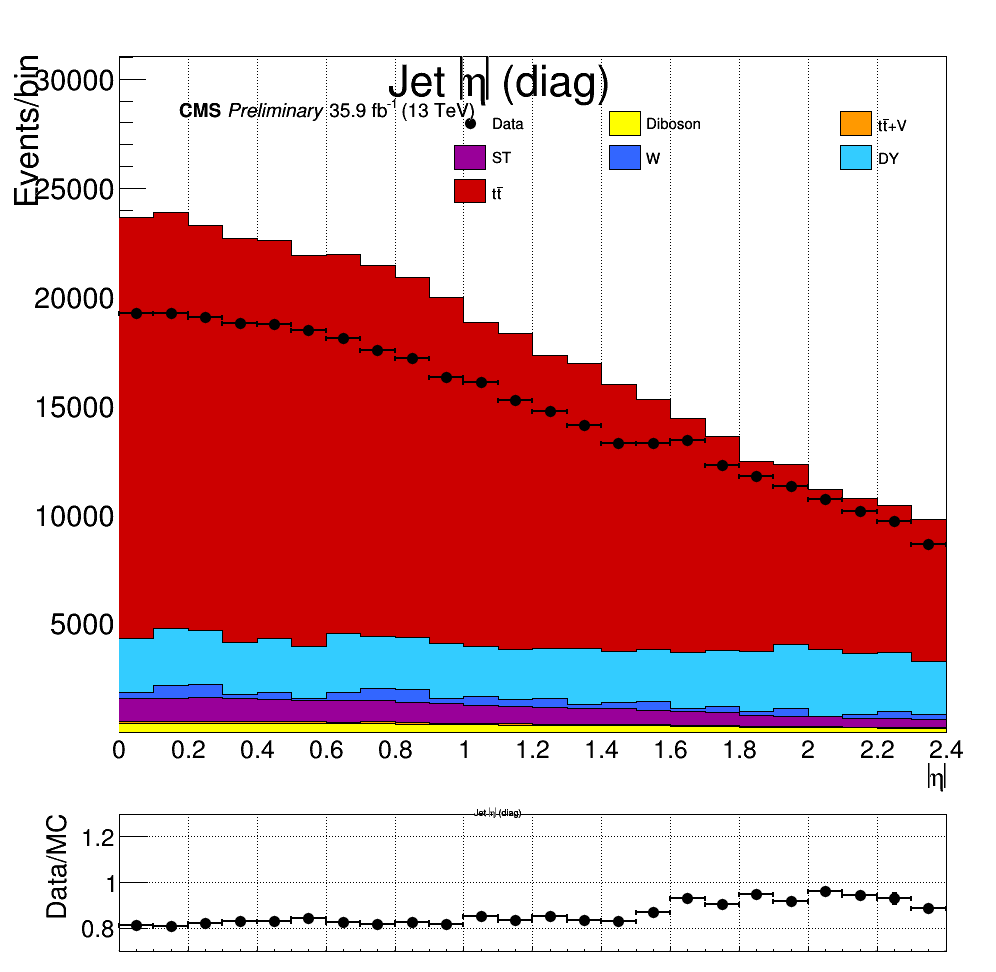 Jet |η| (diag)
CMS Preliminary 35.9 fb⁻¹ (13 TeV)
Data
Diboson
tt̄+V
ST
W
DY
tt̄
Events/bin
30000
25000
20000
15000
10000
5000
0 0.2 0.4 0.6 0.8 1 1.2 1.4 1.6 1.8 2 2.2 2.4
|η|
Jet |η| (diag)
Data/MC
1.2
1
0.8